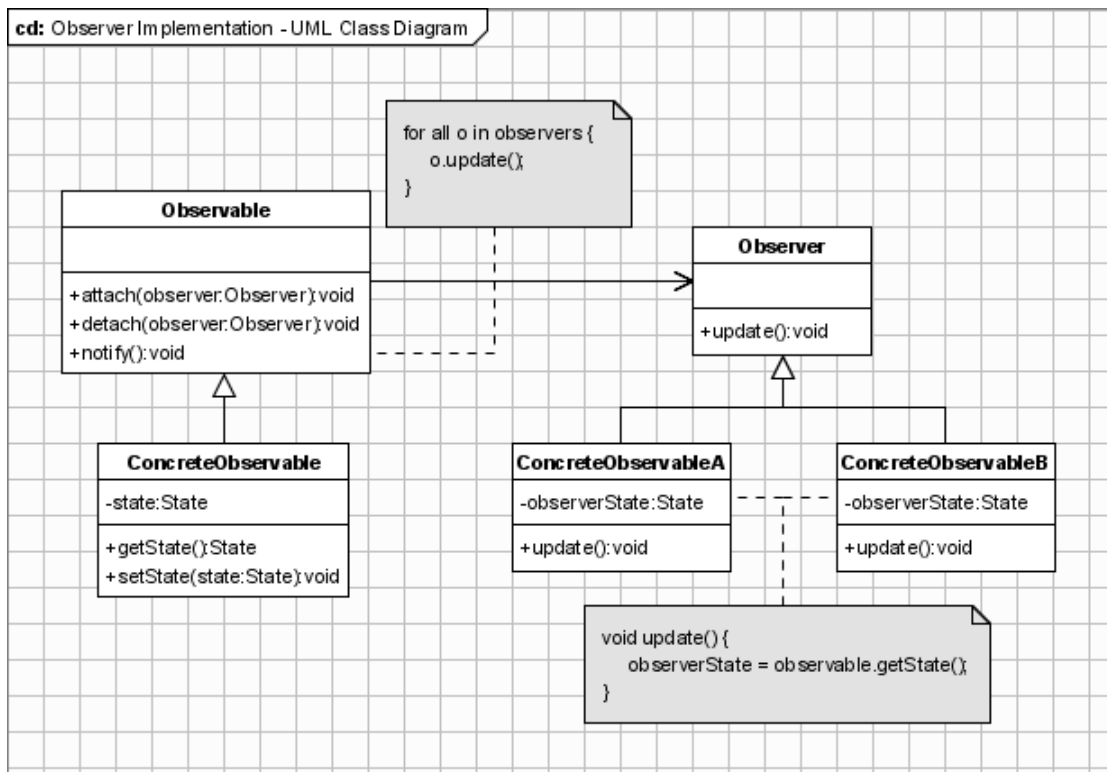 cd: Observer Implementation - UML Class Diagram
for all o in observers {
o.update();
}
Observable
+attach(observer:Observer):void
+detach(observer:Observer):void
+notify():void
Observer
+update():void
ConcreteObservable
-state:State
+getState():State
+setState(state:State):void
ConcreteObservableA
-observerState:State
+update():void
ConcreteObservableB
-observerState:State
+update():void
void update() {
observerState = observable.getState();
}